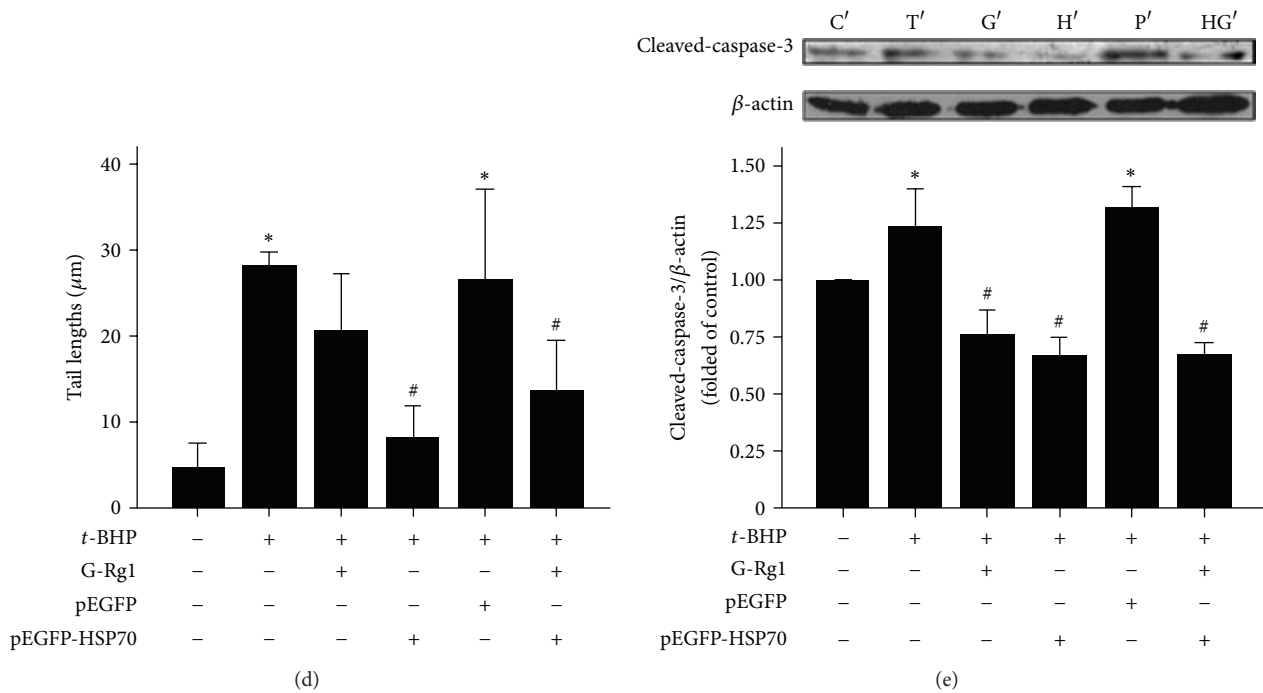 40
30
20
10
0
Tail lengths (μm)
*
#
*
#
t-BHP − + + + + +
G-Rg1 − − + − − +
pEGFP − − − − + −
pEGFP-HSP70 − − − + − +
(d)
C′ T′ G′ H′ P′ HG′
Cleaved-caspase-3
β-actin
1.50
1.25
1.00
0.75
0.50
0.25
0
Cleaved-caspase-3/β-actin
(folded of control)
*
#
#
*
#
t-BHP − + + + + +
G-Rg1 − − + − − +
pEGFP − − − − + −
pEGFP-HSP70 − − − + − +
(e)